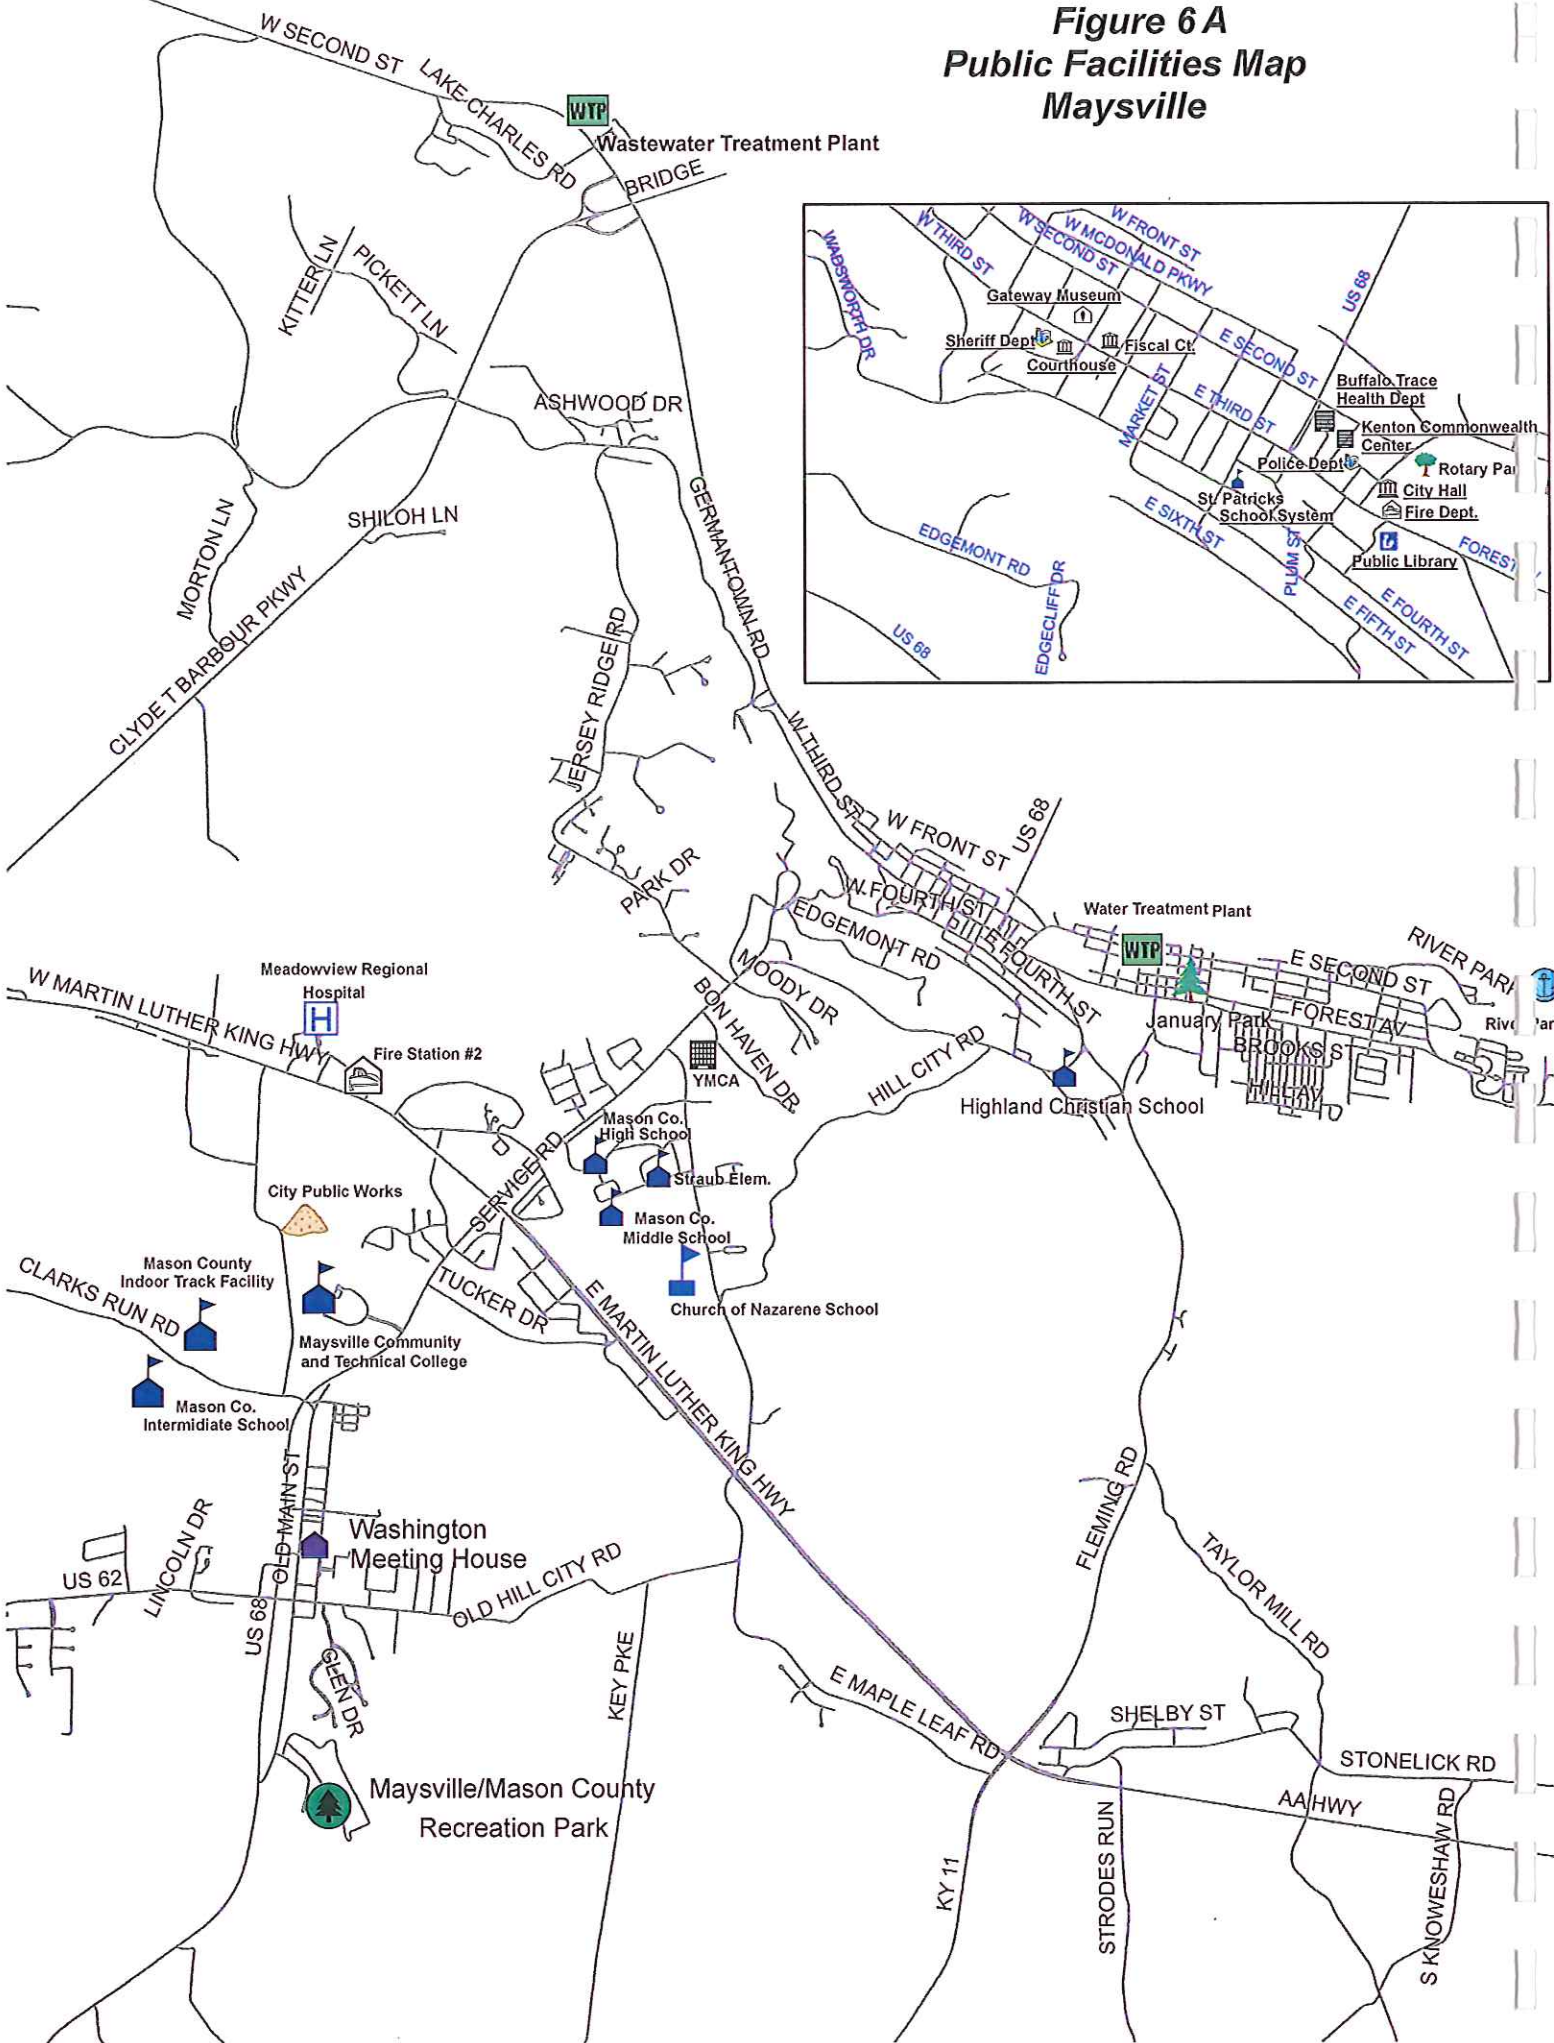 Figure 6 A
Public Facilities Map
Maysville
W SECOND ST
LAKE CHARLES RD
WTP
Wastewater Treatment Plant
BRIDGE
KITTER LN
PICKETT LN
ASHWOOD DR
MORTON LN
SHILOH LN
CLYDE T BARBOUR PKWY
GERMANTOWN RD
JERSEY RIDGE RD
W THIRD ST
W FRONT ST
US 68
PARK DR
W FOURTH ST
EDGEMONT RD
E FOURTH ST
MOODY DR
BON HAVEN DR
Water Treatment Plant
WTP
E SECOND ST
RIVER PARK
January Park
FOREST AV
BROOKS ST
HILL AV
HILL CITY RD
Highland Christian School
W MARTIN LUTHER KING HWY
Meadowview Regional
Hospital
H
Fire Station #2
YMCA
Mason Co.
High School
Straub Elem.
Mason Co.
Middle School
Church of Nazarene School
SERVICE RD
City Public Works
Mason County
Indoor Track Facility
CLARKS RUN RD
Maysville Community
and Technical College
Mason Co.
Intermidiate School
TUCKER DR
E MARTIN LUTHER KING HWY
OLD MAIN ST
Washington
Meeting House
LINCOLN DR
US 62
US 68
OLD HILL CITY RD
GLEN DR
KEY PKE
Maysville/Mason County
Recreation Park
FLEMING RD
TAYLOR MILL RD
E MAPLE LEAF RD
SHELBY ST
STONELICK RD
AA HWY
KY 11
STRODES RUN
S KNOWESHAW RD
W FRONT ST
W MCDONALD PKWY
W SECOND ST
W THIRD ST
WADSWORTH DR
US 68
Gateway Museum
Sheriff Dept
Courthouse
Fiscal Ct.
E SECOND ST
E THIRD ST
MARKET ST
Buffalo Trace
Health Dept
Kenton Commonwealth
Center
Police Dept
Rotary Par
City Hall
Fire Dept.
St. Patricks
School System
Public Library
E SIXTH ST
PLUM ST
FOREST
E FOURTH ST
E FIFTH ST
EDGEMONT RD
EDGECLIFF DR
US 68